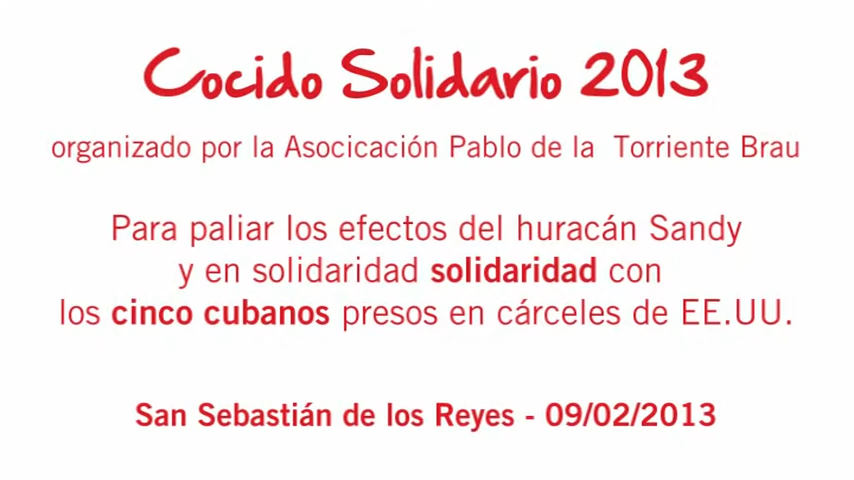 Cocido Solidario 2013
organizado por la Asocicación Pablo de la Torriente Brau
Para paliar los efectos del huracán Sandy
y en solidaridad solidaridad con
los cinco cubanos presos en cárceles de EE.UU.
San Sebastián de los Reyes - 09/02/2013